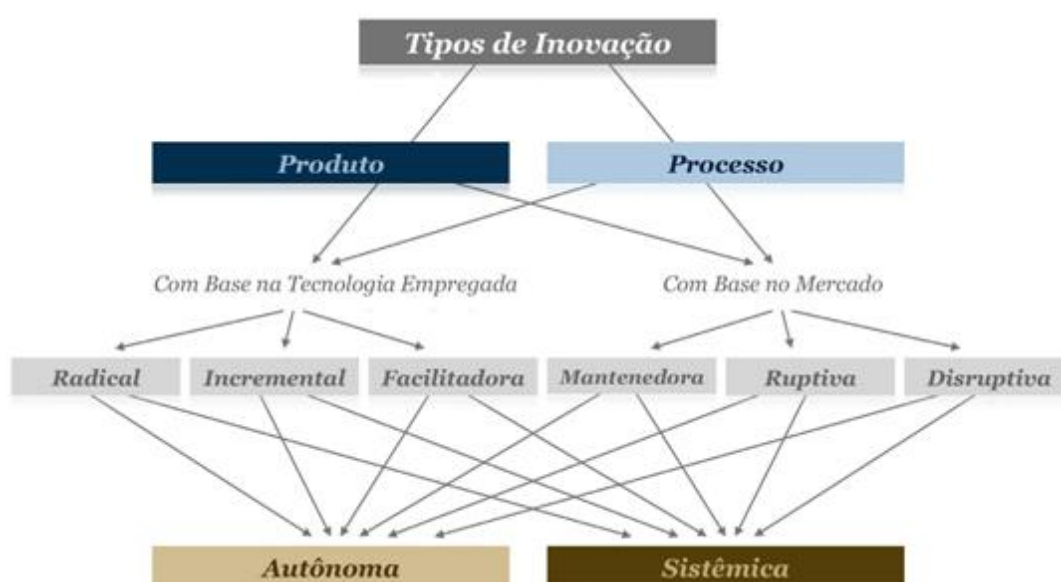 Tipos de Inovação
Produto
Processo
Com Base na Tecnologia Empregada
Com Base no Mercado
Radical
Incremental
Facilitadora
Mantenedora
Ruptiva
Disruptiva
Autônoma
Sistêmica